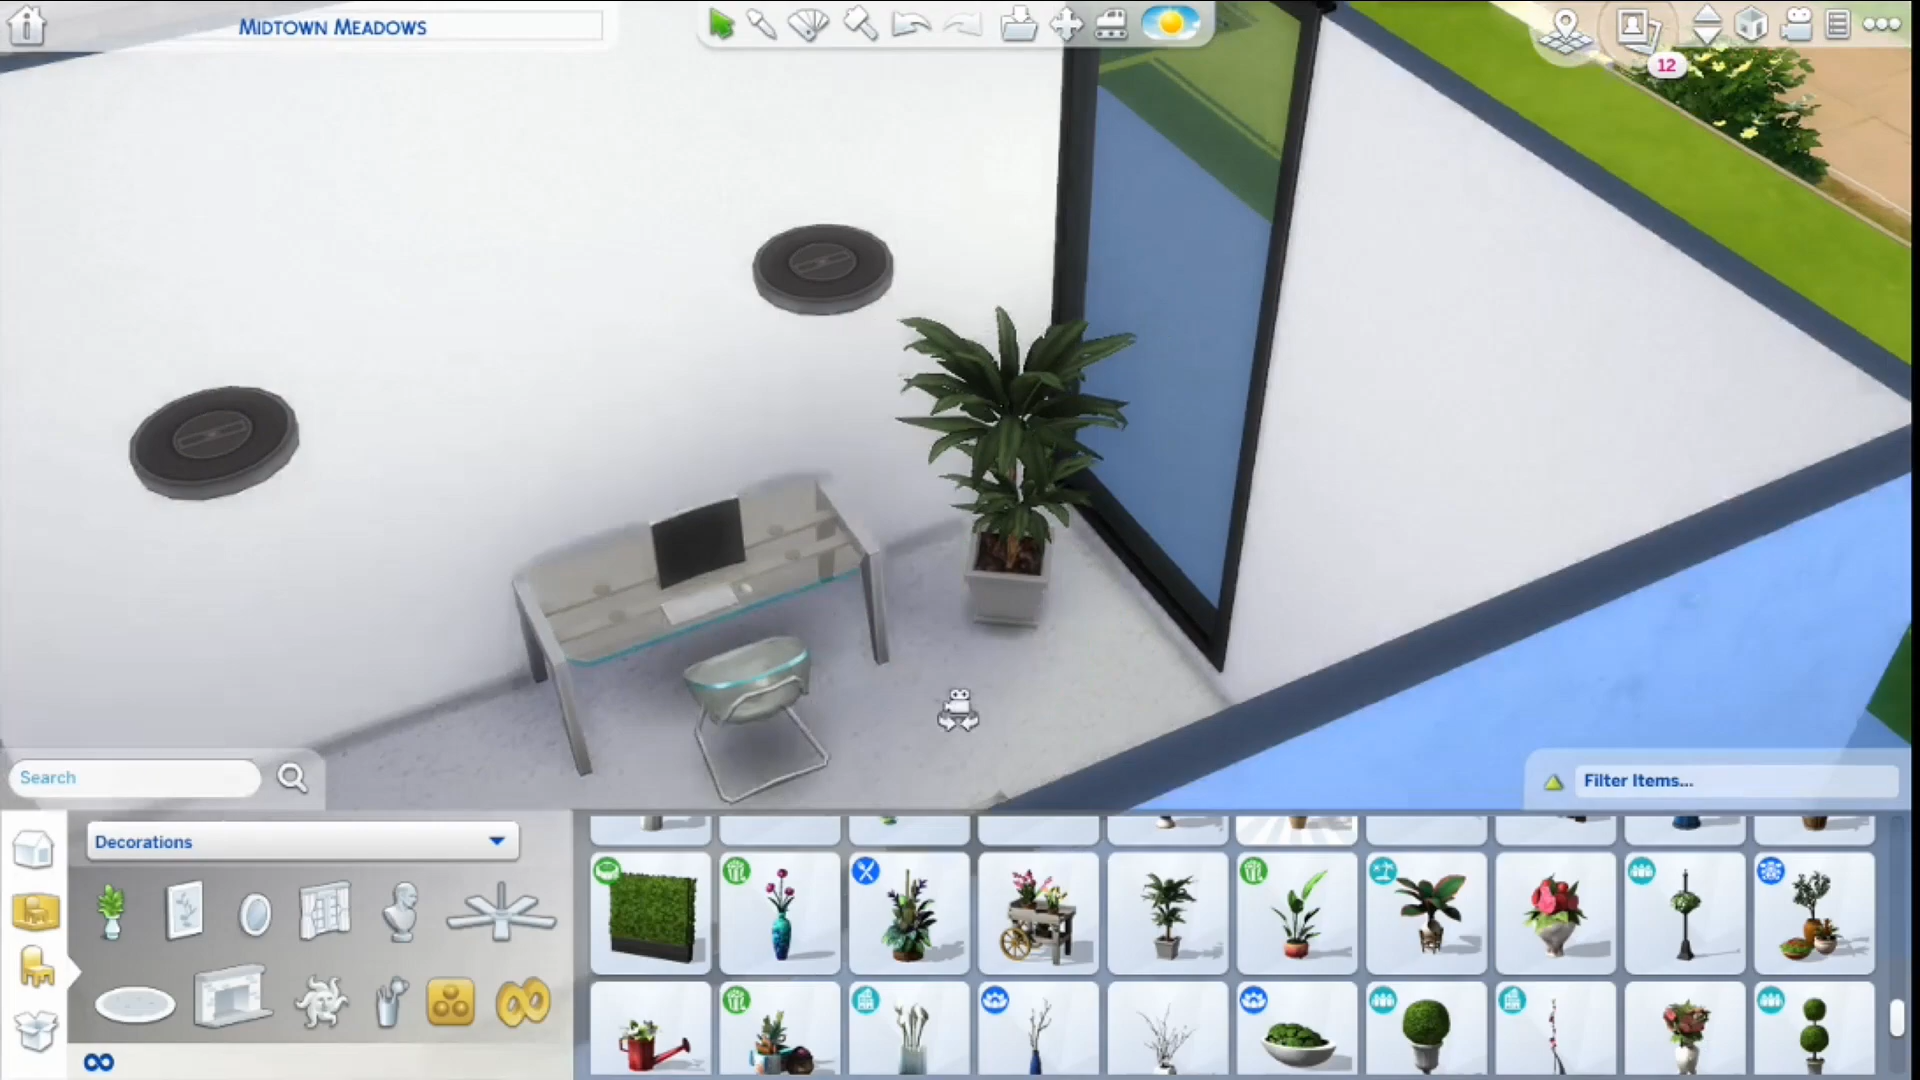 MIDTOWN MEADOWS
12
Search
Filter Items...
Decorations